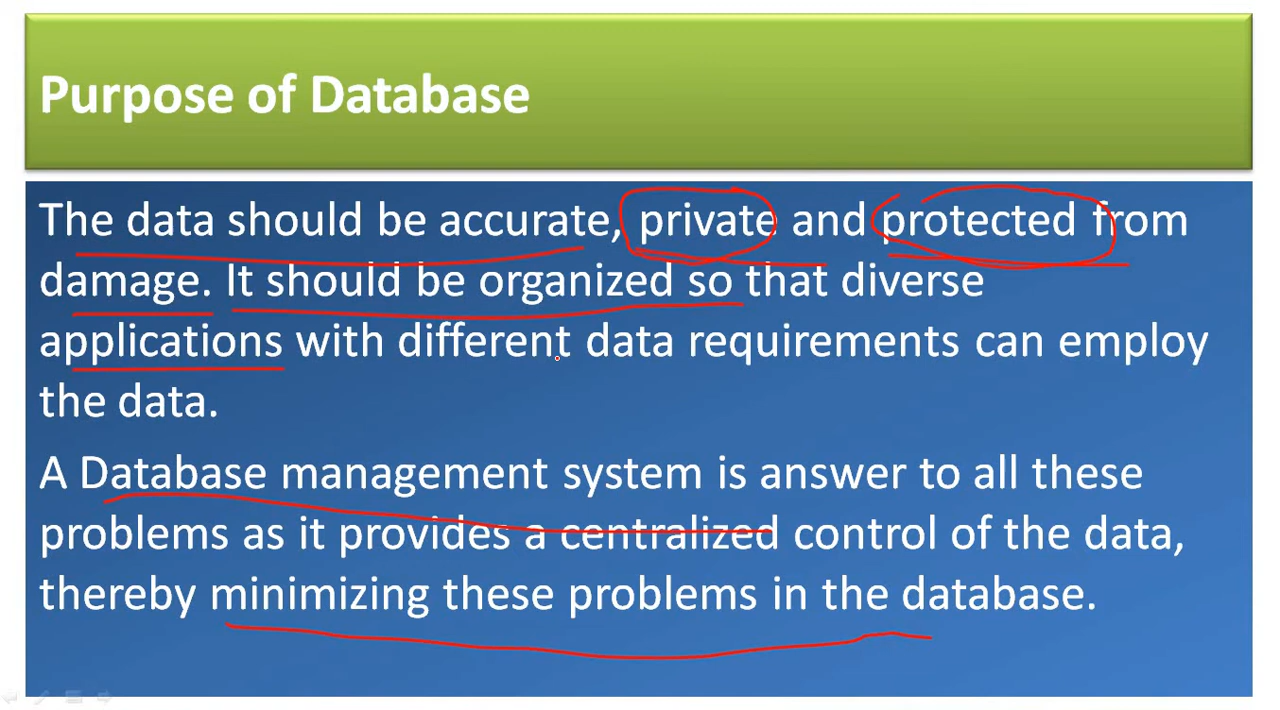 Purpose of Database
The data should be accurate, private and protected from
damage. It should be organized so that diverse
applications with different data requirements can employ
the data.
A Database management system is answer to all these
problems as it provides a centralized control of the data,
thereby minimizing these problems in the database.